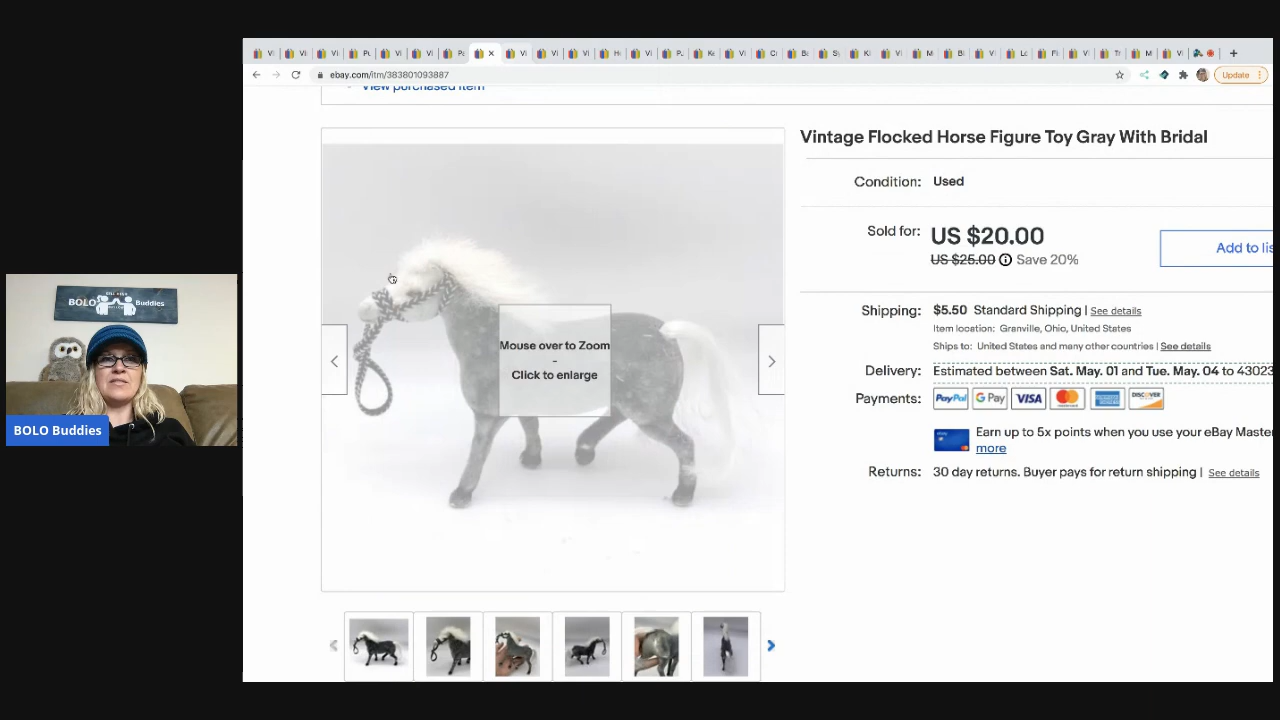 ebay.com/itm/383801093887
Update
View purchased item
Vintage Flocked Horse Figure Toy Gray With Bridal
Condition: Used
Sold for: US $20.00
US $25.00 Save 20%
Add to lis
Shipping: $5.50 Standard Shipping | See details
Item location: Granville, Ohio, United States
Ships to: United States and many other countries | See details
Delivery: Estimated between Sat. May. 01 and Tue. May. 04 to 43023
Payments: PayPal G Pay VISA MasterCard DISCOVER
Earn up to 5x points when you use your eBay Master
more
Returns: 30 day returns. Buyer pays for return shipping | See details
Mouse over to Zoom
-
Click to enlarge
BOLO Buddies
BOLO Buddies